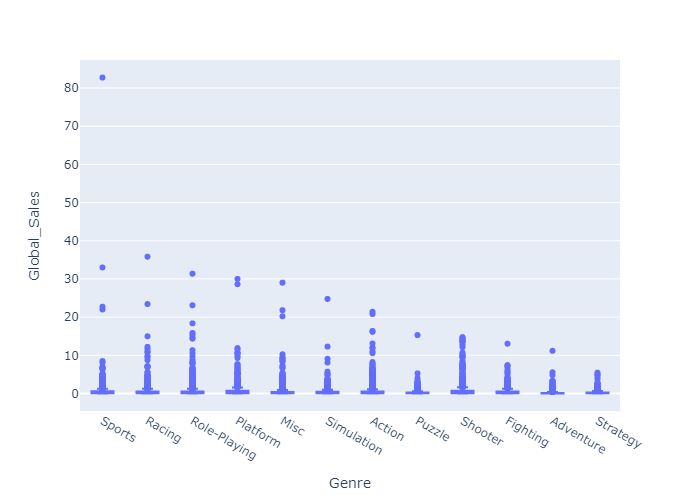 Global_Sales
80
70
60
50
40
30
20
10
0
Sports
Racing
Role-Playing
Platform
Misc
Simulation
Action
Puzzle
Shooter
Fighting
Adventure
Strategy
Genre